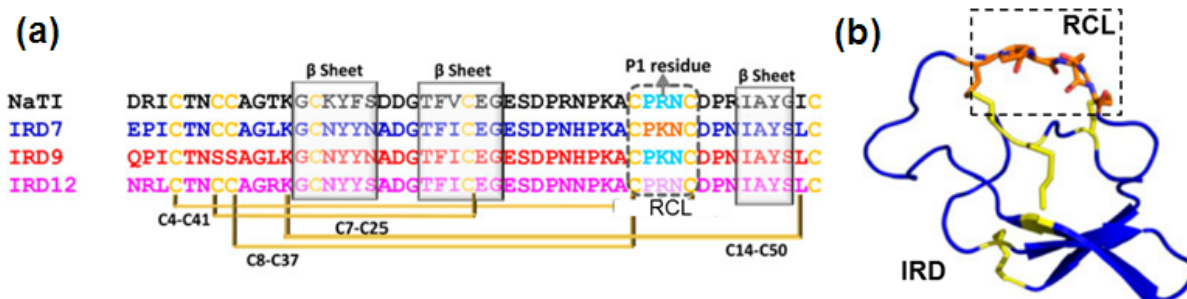 (a)
β Sheet
β Sheet
P1 residue
β Sheet
NaTI DRICTNCCAGTKGCKYFSDDGTFVCEGESDPRNPKACPRNCDPRIAYGIC
IRD7 EPICTNCCAGLKGCNYYNADGTFICEGESDPNHPKACPKNCDPNIAYSLC
IRD9 QPICTNSSAGLKGCNYYNADGTFICEGESDPNHPKACPKNCDPNIAYSLC
IRD12 NRLCTNCCAGRKGCNYYSADGTFICEGESDPNNPKACPRNCDPNIAYSLC
C4-C41
C7-C25
RCL
C8-C37
C14-C50
(b)
RCL
IRD